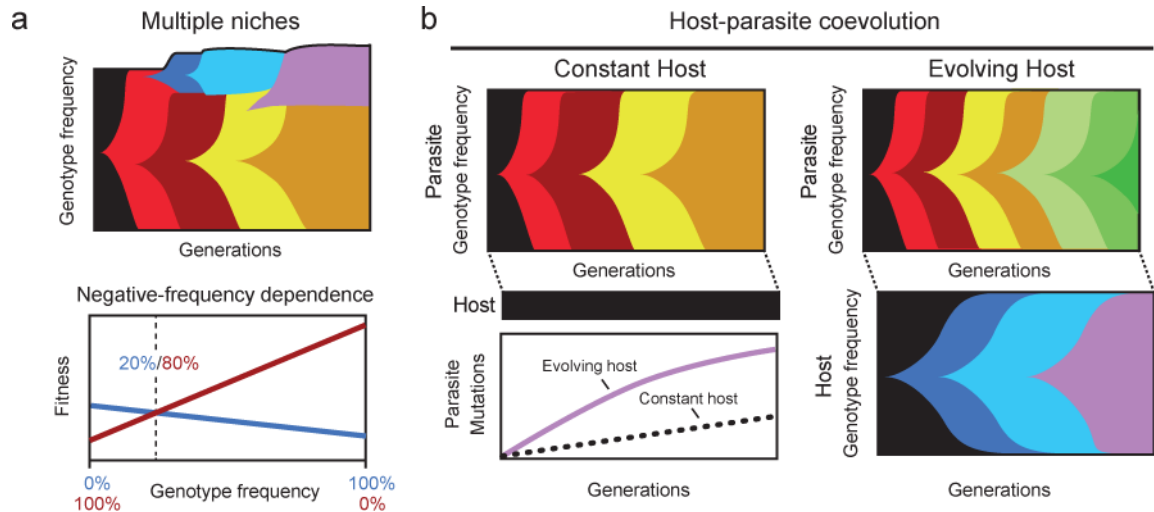 a
Multiple niches
Genotype frequency
Generations
Negative-frequency dependence
20%/80%
Fitness
0%
100%
Genotype frequency
100%
0%
b
Host-parasite coevolution
Constant Host
Parasite
Genotype frequency
Generations
Host
Evolving host
Constant host
Parasite
Mutations
Generations
Evolving Host
Parasite
Genotype frequency
Generations
Host
Genotype frequency
Generations